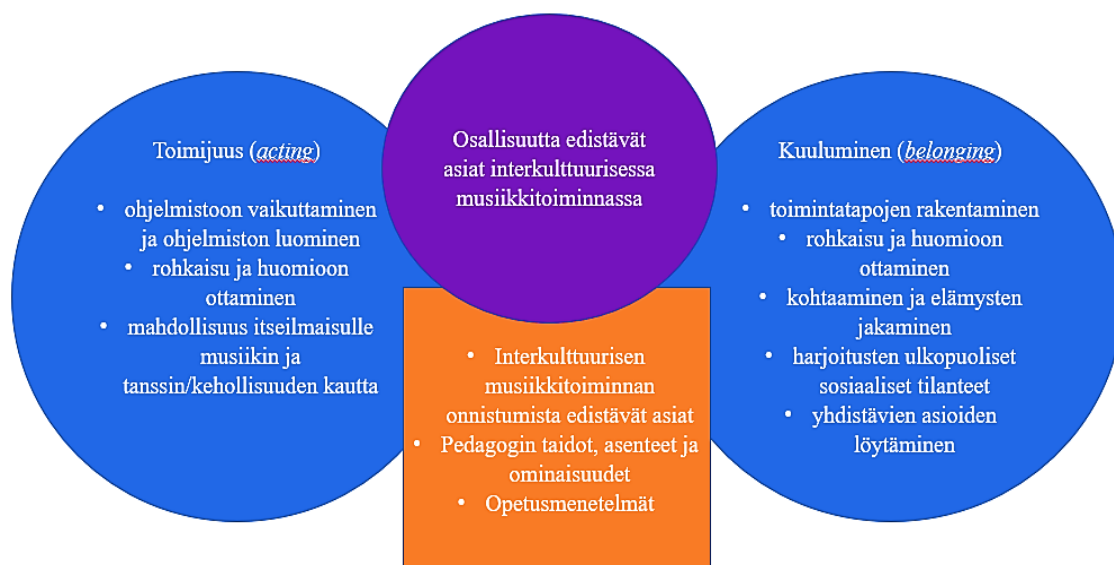 Osallisuutta edistävät
asiat interkulttuurisessa
musiikkitoiminnassa
Toimijuus (acting)
• ohjelmistoon vaikuttaminen
ja ohjelmiston luominen
• rohkaisu ja huomioon
ottaminen
• mahdollisuus itseilmaisulle
musiikin ja
tanssin/kehollisuuden kautta
Kuuluminen (belonging)
• toimintatapojen rakentaminen
• rohkaisu ja huomioon
ottaminen
• kohtaaminen ja elämysten
jakaminen
• harjoitusten ulkopuoliset
sosiaaliset tilanteet
• yhdistävien asioiden
löytäminen
• Interkulttuurisen
musiikkitoiminnan
onnistumista edistävät asiat
• Pedagogin taidot, asenteet ja
ominaisuudet
• Opetusmenetelmät